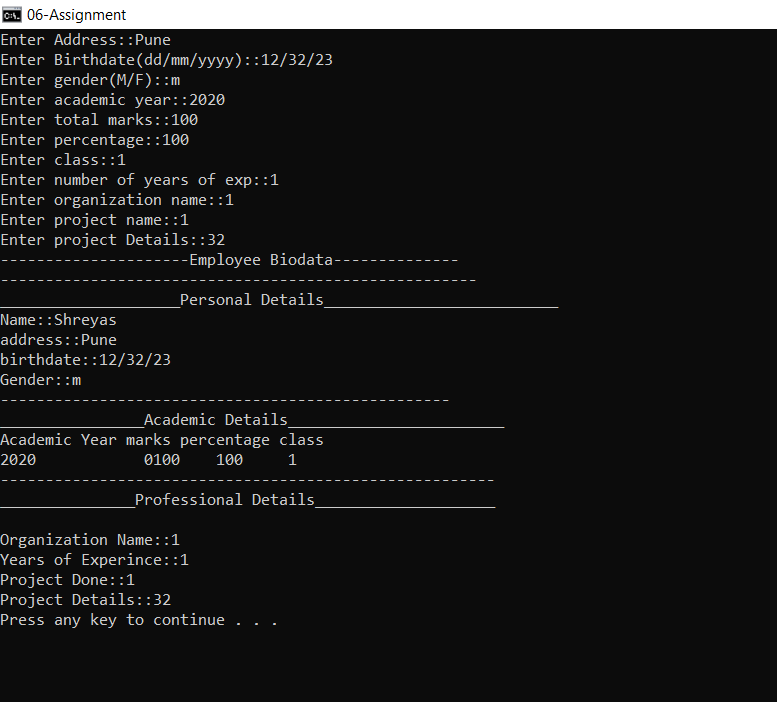 06-Assignment
Enter Address::Pune
Enter Birthdate(dd/mm/yyyy)::12/32/23
Enter gender(M/F)::m
Enter academic year::2020
Enter total marks::100
Enter percentage::100
Enter class::1
Enter number of years of exp::1
Enter organization name::1
Enter project name::1
Enter project Details::32
---------------------Employee Biodata--------------
-----------------------------------------------------
____________________Personal Details__________________________
Name::Shreyas
address::Pune
birthdate::12/32/23
Gender::m
--------------------------------------------------
________________Academic Details________________________
Academic Year marks percentage class
2020            0100    100     1
-------------------------------------------------------
_______________Professional Details____________________
Organization Name::1
Years of Experince::1
Project Done::1
Project Details::32
Press any key to continue . . .